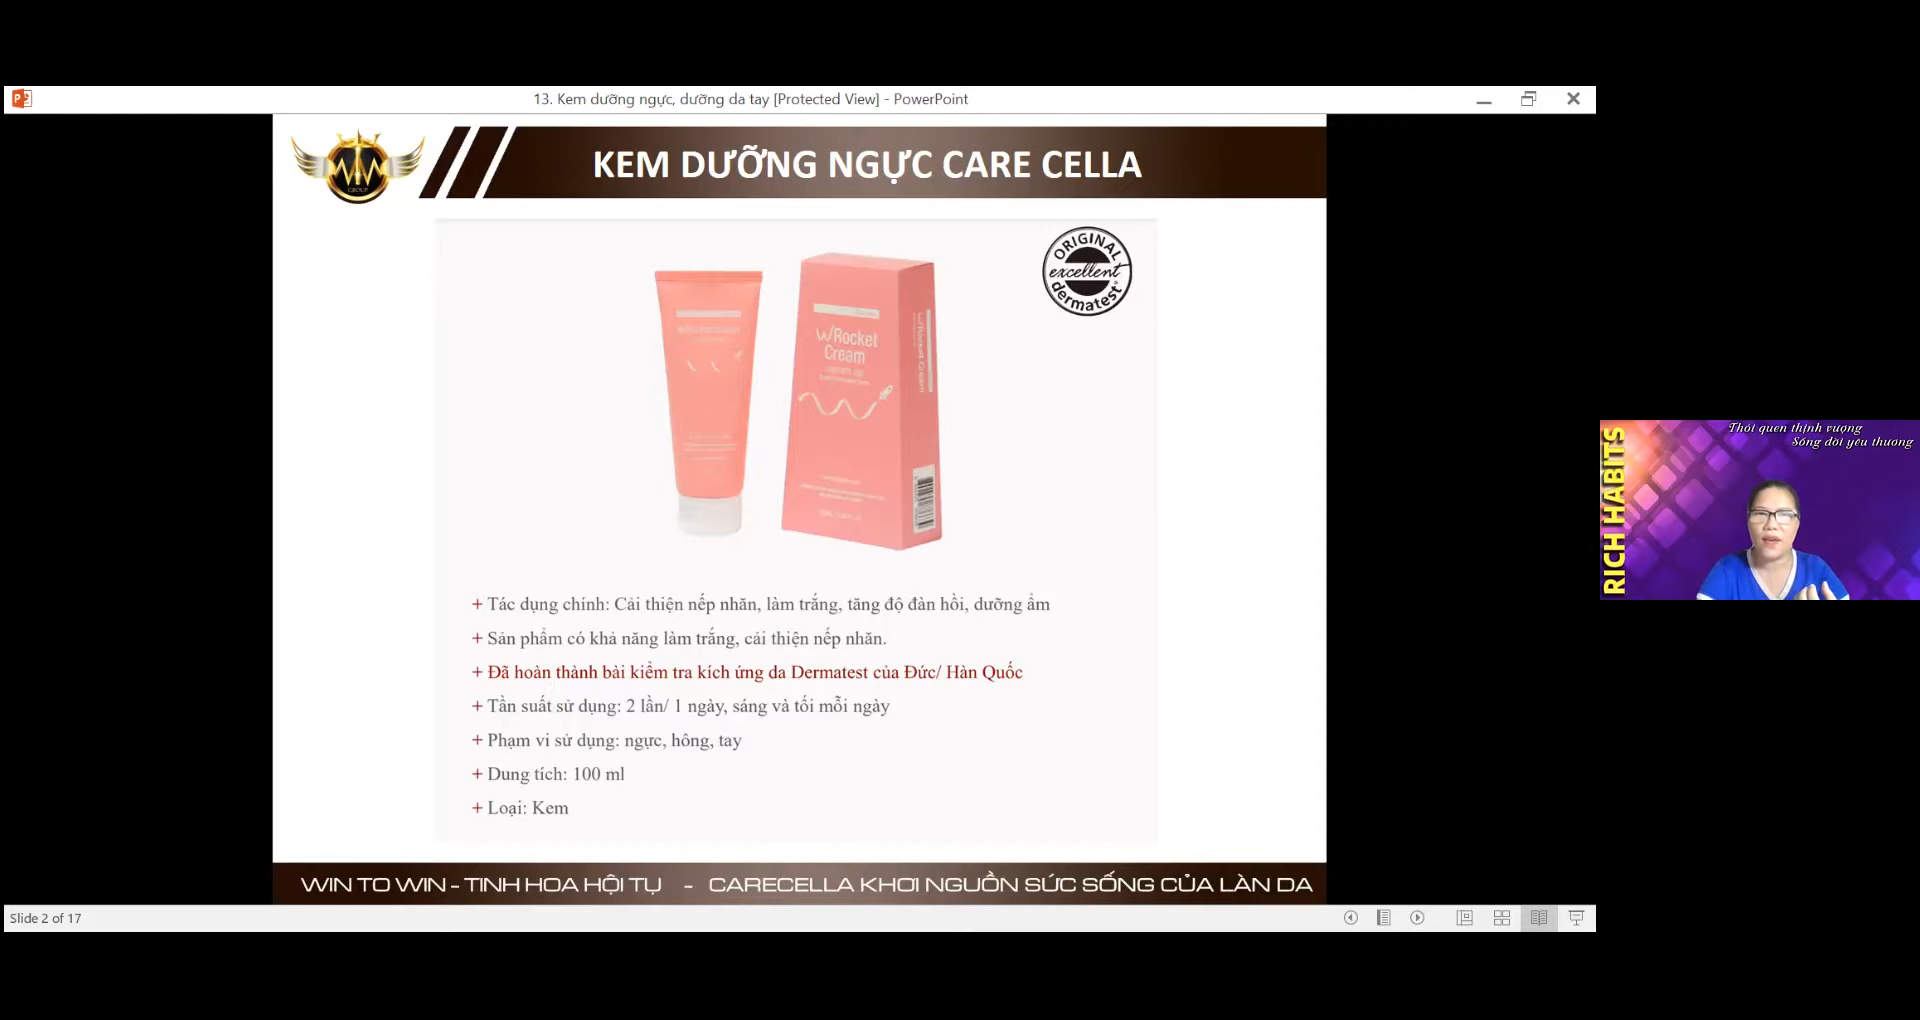 13. Kem dưỡng ngực, dưỡng da tay [Protected View] - PowerPoint
WIN
GROUP
KEM DƯỠNG NGỰC CARE CELLA
ORIGINAL
excellent
dermatest
W/Rocket
Cream
W/Rocket Cream
+ Tác dụng chính: Cải thiện nếp nhăn, làm trắng, tăng độ đàn hồi, dưỡng ẩm
+ Sản phẩm có khả năng làm trắng, cải thiện nếp nhăn.
+ Đã hoàn thành bài kiểm tra kích ứng da Dermatest của Đức/ Hàn Quốc
+ Tần suất sử dụng: 2 lần/ 1 ngày, sáng và tối mỗi ngày
+ Phạm vi sử dụng: ngực, hông, tay
+ Dung tích: 100 ml
+ Loại: Kem
WIN TO WIN - TINH HOA HỘI TỤ - CARECELLA KHƠI NGUỒN SỨC SỐNG CỦA LÀN DA
Slide 2 of 17
Thói quen thịnh vượng
Sống đời yêu thương
RICH HABITS